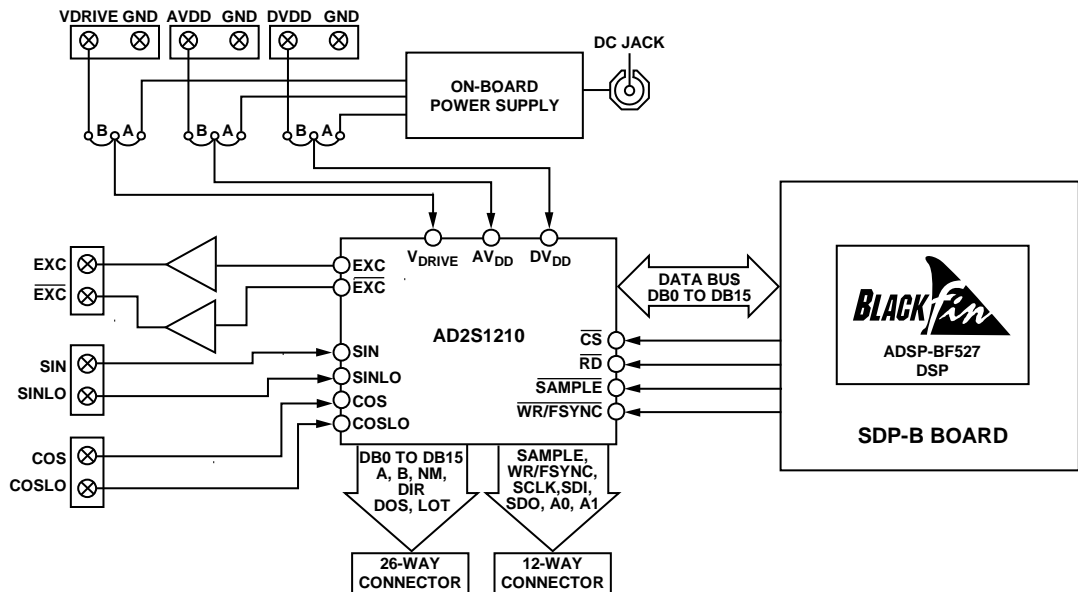 VDRIVE GND AVDD GND DVDD GND
DC JACK
ON-BOARD
POWER SUPPLY
B A B A B A
VDRIVE AVDD DVDD
EXC
EXC
SIN
SINLO
COS
COSLO
EXC
EXC
SIN
SINLO
COS
COSLO
AD2S1210
CS
RD
SAMPLE
WR/FSYNC
DATA BUS
DB0 TO DB15
BLACKfin
ADSP-BF527
DSP
SDP-B BOARD
DB0 TO DB15
A, B, NM,
DIR
DOS, LOT
SAMPLE,
WR/FSYNC,
SCLK,SDI,
SDO, A0, A1
26-WAY
CONNECTOR
12-WAY
CONNECTOR